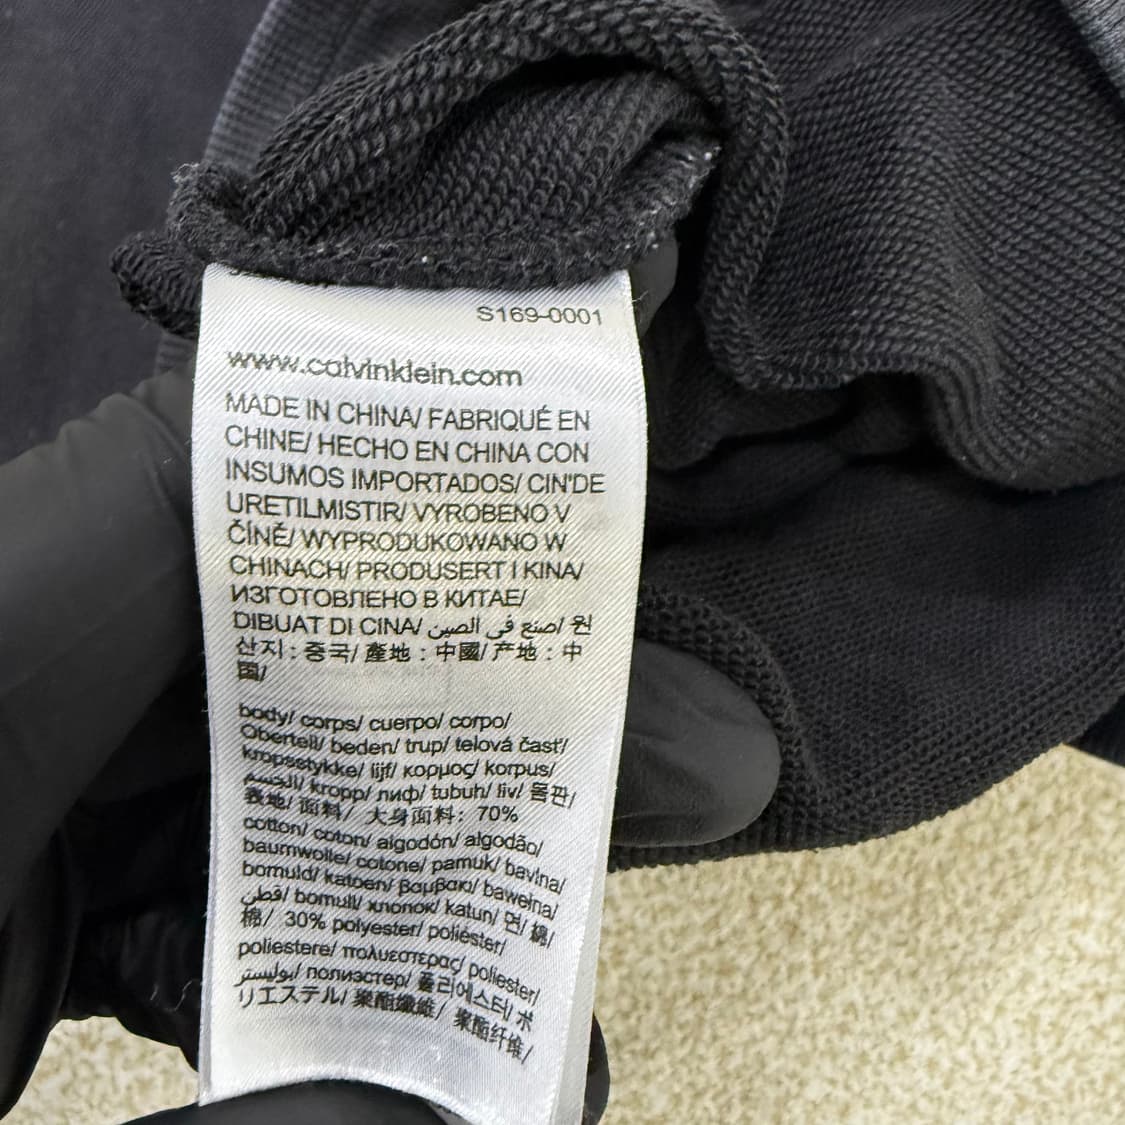 S169-0001
www.calvinklein.com
MADE IN CHINA/ FABRIQUÉ EN
CHINE/ HECHO EN CHINA CON
INSUMOS IMPORTADOS/ CIN'DE
URETILMISTIR/ VYROBENO V
ČÍNĚ/ WYPRODUKOWANO W
CHINACH/ PRODUSERT I KINA/
ИЗГОТОВЛЕНО В КИТАЕ/
DIBUAT DI CINA/ صنع في الصين/ 원
산지 : 중국/ 產地 : 中國/ 产地 : 中
国/
body/ corps/ cuerpo/ corpo/
Oberteil/ beden/ trup/ telová časť/
kropsstykke/ lijf/ κορμος/ korpus/
الجسم/ kropp/ лиф/ tubuh/ liv/ 몸판/
表地/ 面料/ 大身面料: 70%
cotton/ coton/ algodón/ algodão/
baumwolle/ cotone/ pamuk/ bavlna/
bomuld/ katoen/ βαμβακι/ bawełna/
قطن/ bomull/ хлопок/ katun/ 면/ 綿/
棉/ 30% polyester/ poliéster/
poliestere/ πολυεστερας/ poliester/
بوليستر/ полиэстер/ 폴리에스터/ ポ
リエステル/ 聚酯纖維/ 聚酯纤维/